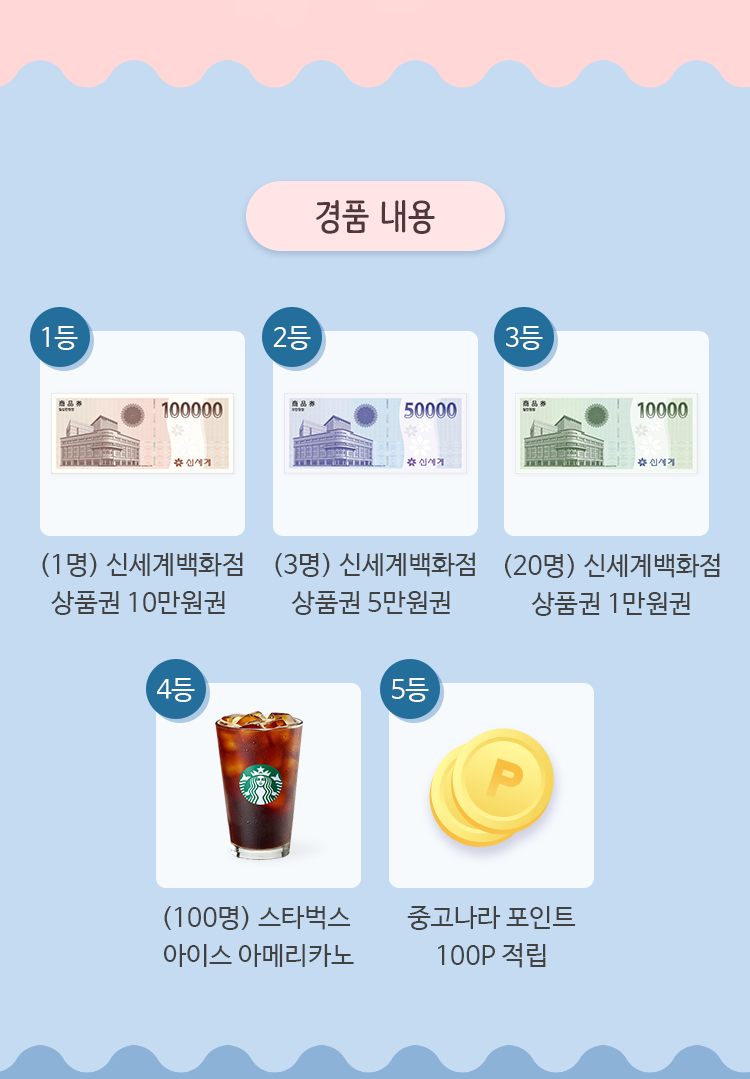 경품 내용
1등
2등
3등
商品券
100000
신세계
商品券
50000
신세계
商品券
10000
신세계
(1명) 신세계백화점
상품권 10만원권
(3명) 신세계백화점
상품권 5만원권
(20명) 신세계백화점
상품권 1만원권
4등
5등
P
(100명) 스타벅스
아이스 아메리카노
중고나라 포인트
100P 적립